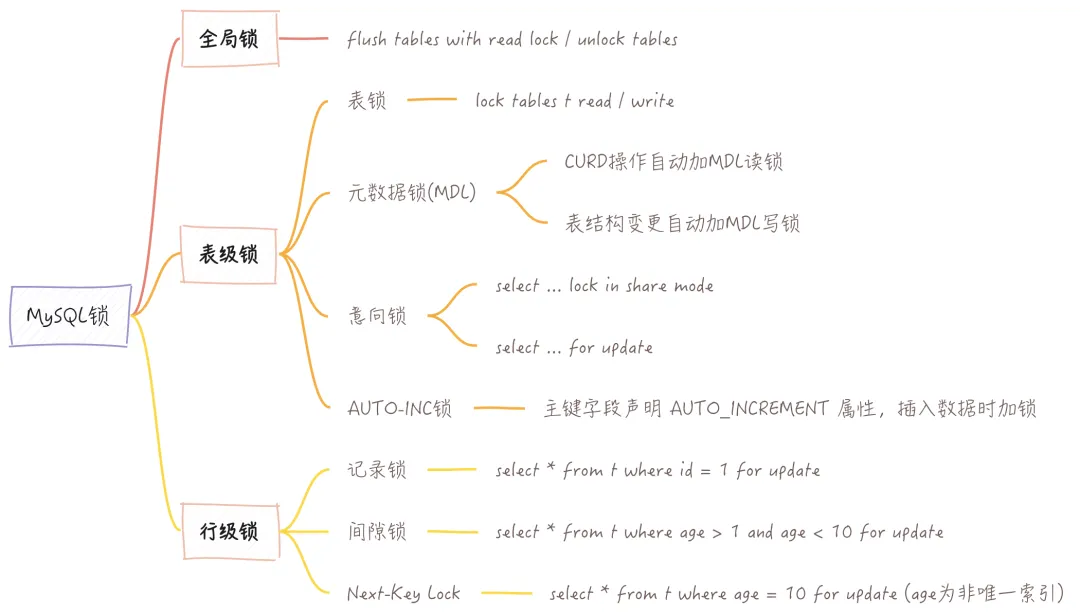 全局锁
flush tables with read lock / unlock tables
表锁
lock tables t read / write
CURD操作自动加MDL读锁
元数据锁(MDL)
表结构变更自动加MDL写锁
表级锁
select ... lock in share mode
MySQL锁
意向锁
select ... for update
AUTO-INC锁
主键字段声明 AUTO_INCREMENT 属性，插入数据时加锁
记录锁
select * from t where id = 1 for update
行级锁
间隙锁
select * from t where age > 1 and age < 10 for update
Next-Key Lock
select * from t where age = 10 for update (age为非唯一索引)